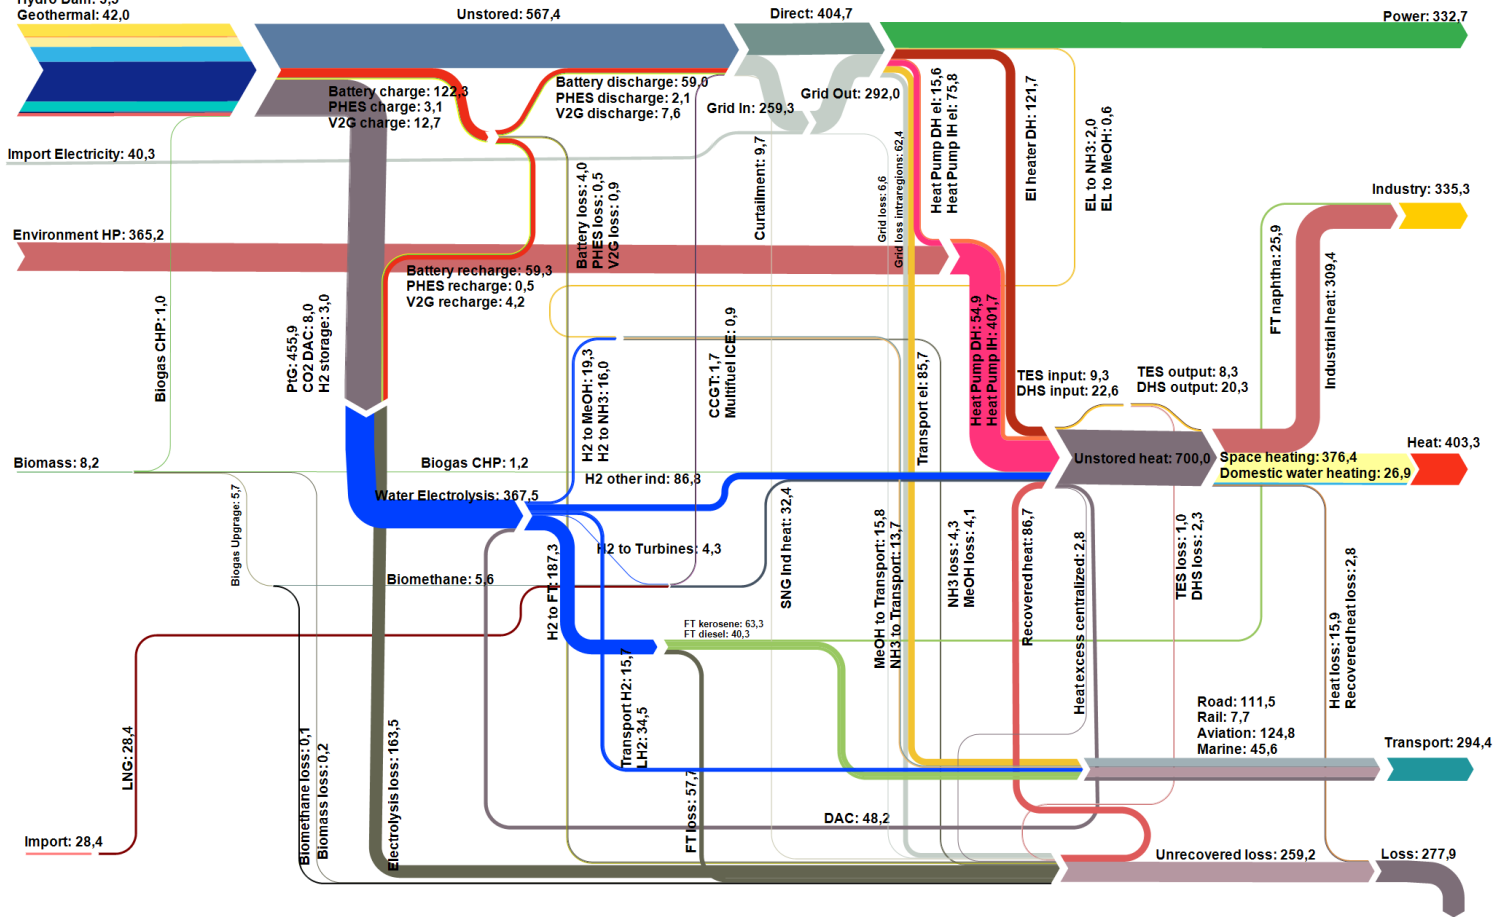 Geothermal: 42,0
Unstored: 567,4
Direct: 404,7
Power: 332,7
Battery charge: 122,3
PHES charge: 3,1
V2G charge: 12,7
Battery discharge: 59,0
PHES discharge: 2,1
V2G discharge: 7,6
Grid In: 259,3
Grid Out: 292,0
Heat Pump DH el: 15,6
Heat Pump IH el: 75,8
El heater DH: 121,7
EL to NH3: 2,0
EL to MeOH: 0,6
Import Electricity: 40,3
Curtailment: 9,7
Grid loss: 6,6
Grid loss intraregions: 62,4
Battery loss: 4,0
PHES loss: 0,5
V2G loss: 0,9
Industry: 335,3
Environment HP: 365,2
Battery recharge: 59,3
PHES recharge: 0,5
V2G recharge: 4,2
FT naphtha: 25,9
Industrial heat: 309,4
Biogas CHP: 1,0
PtG: 455,9
CO2 DAC: 8,0
H2 storage: 3,0
H2 to MeOH: 19,3
H2 to NH3: 16,0
CCGT: 1,7
Multifuel ICE: 0,9
Transport el: 85,7
Heat Pump DH: 54,9
Heat Pump IH: 401,7
TES input: 9,3
DHS input: 22,6
TES output: 8,3
DHS output: 20,3
Biomass: 8,2
Biogas CHP: 1,2
H2 other ind: 86,8
Unstored heat: 700,0
Space heating: 376,4
Domestic water heating: 26,9
Heat: 403,3
Water Electrolysis: 367,5
Biogas Upgrage: 5,7
H2 to Turbines: 4,3
Biomethane: 5,6
H2 to FT: 187,3
SNG Ind heat: 32,4
MeOH to Transport: 15,8
NH3 to Transport: 13,7
NH3 loss: 4,3
MeOH loss: 4,1
Recovered heat: 86,7
Heat excess centralized: 2,8
TES loss: 1,0
DHS loss: 2,3
Heat loss: 15,9
Recovered heat loss: 2,8
FT kerosene: 63,3
FT diesel: 40,3
Transport H2: 15,7
LH2: 34,5
Road: 111,5
Rail: 7,7
Aviation: 124,8
Marine: 45,6
Transport: 294,4
LNG: 28,4
Biomethane loss: 0,1
Biomass loss: 0,2
Electrolysis loss: 163,5
FT loss: 57,7
DAC: 48,2
Import: 28,4
Unrecovered loss: 259,2
Loss: 277,9